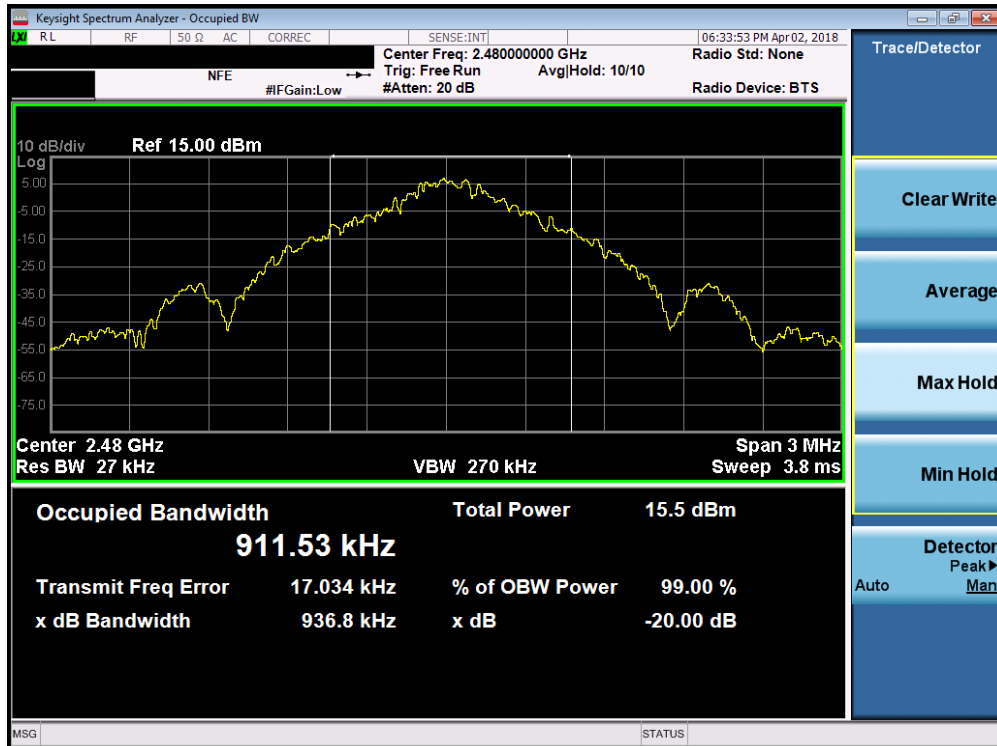 Keysight Spectrum Analyzer - Occupied BW
LXI RL RF 50 Ω AC CORREC SENSE:INT 06:33:53 PM Apr 02, 2018
Center Freq: 2.480000000 GHz Radio Std: None
NFE Trig: Free Run Avg|Hold: 10/10
#IFGain:Low #Atten: 20 dB Radio Device: BTS
Trace/Detector
10 dB/div Ref 15.00 dBm
Log
5.00
-5.00
-15.0
-25.0
-35.0
-45.0
-55.0
-65.0
-75.0
Center 2.48 GHz Span 3 MHz
Res BW 27 kHz VBW 270 kHz Sweep 3.8 ms
Occupied Bandwidth Total Power 15.5 dBm
911.53 kHz
Transmit Freq Error 17.034 kHz % of OBW Power 99.00 %
x dB Bandwidth 936.8 kHz x dB -20.00 dB
Clear Write
Average
Max Hold
Min Hold
Detector
Peak
Auto Man
MSG STATUS